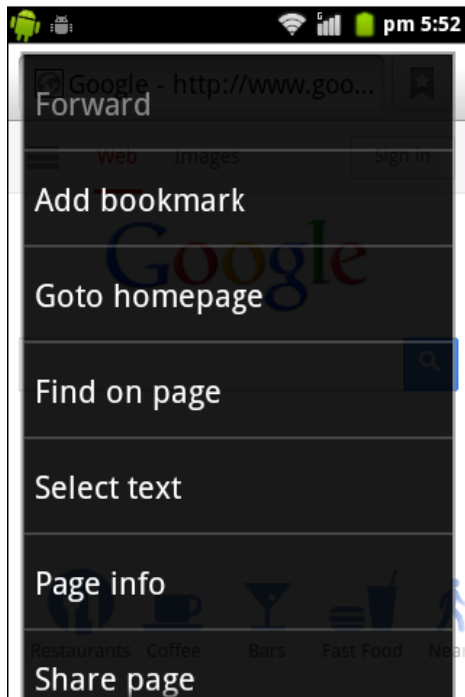 pm 5:52
Google - http://www.goo...
Forward
Web Images Sign in
Add bookmark
Google
Goto homepage
Find on page
Select text
Page info
Restaurants Coffee Bars Fast Food
Share page